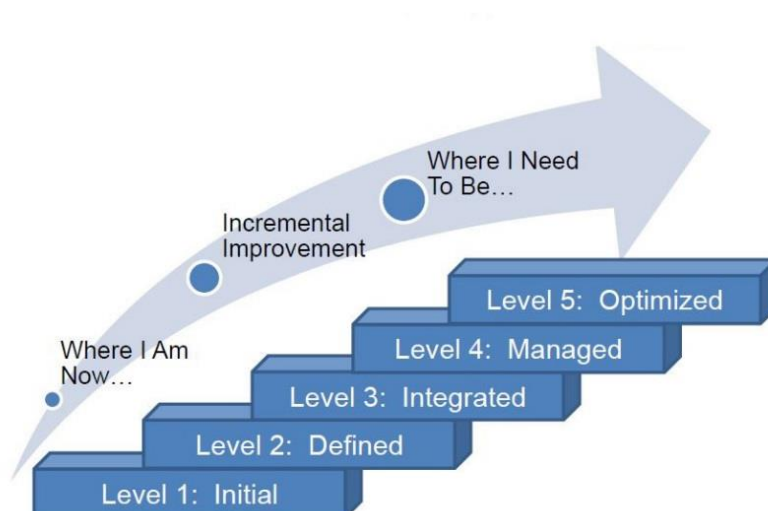 Where I Need
To Be…
Incremental
Improvement
Where I Am
Now…
Level 5: Optimized
Level 4: Managed
Level 3: Integrated
Level 2: Defined
Level 1: Initial